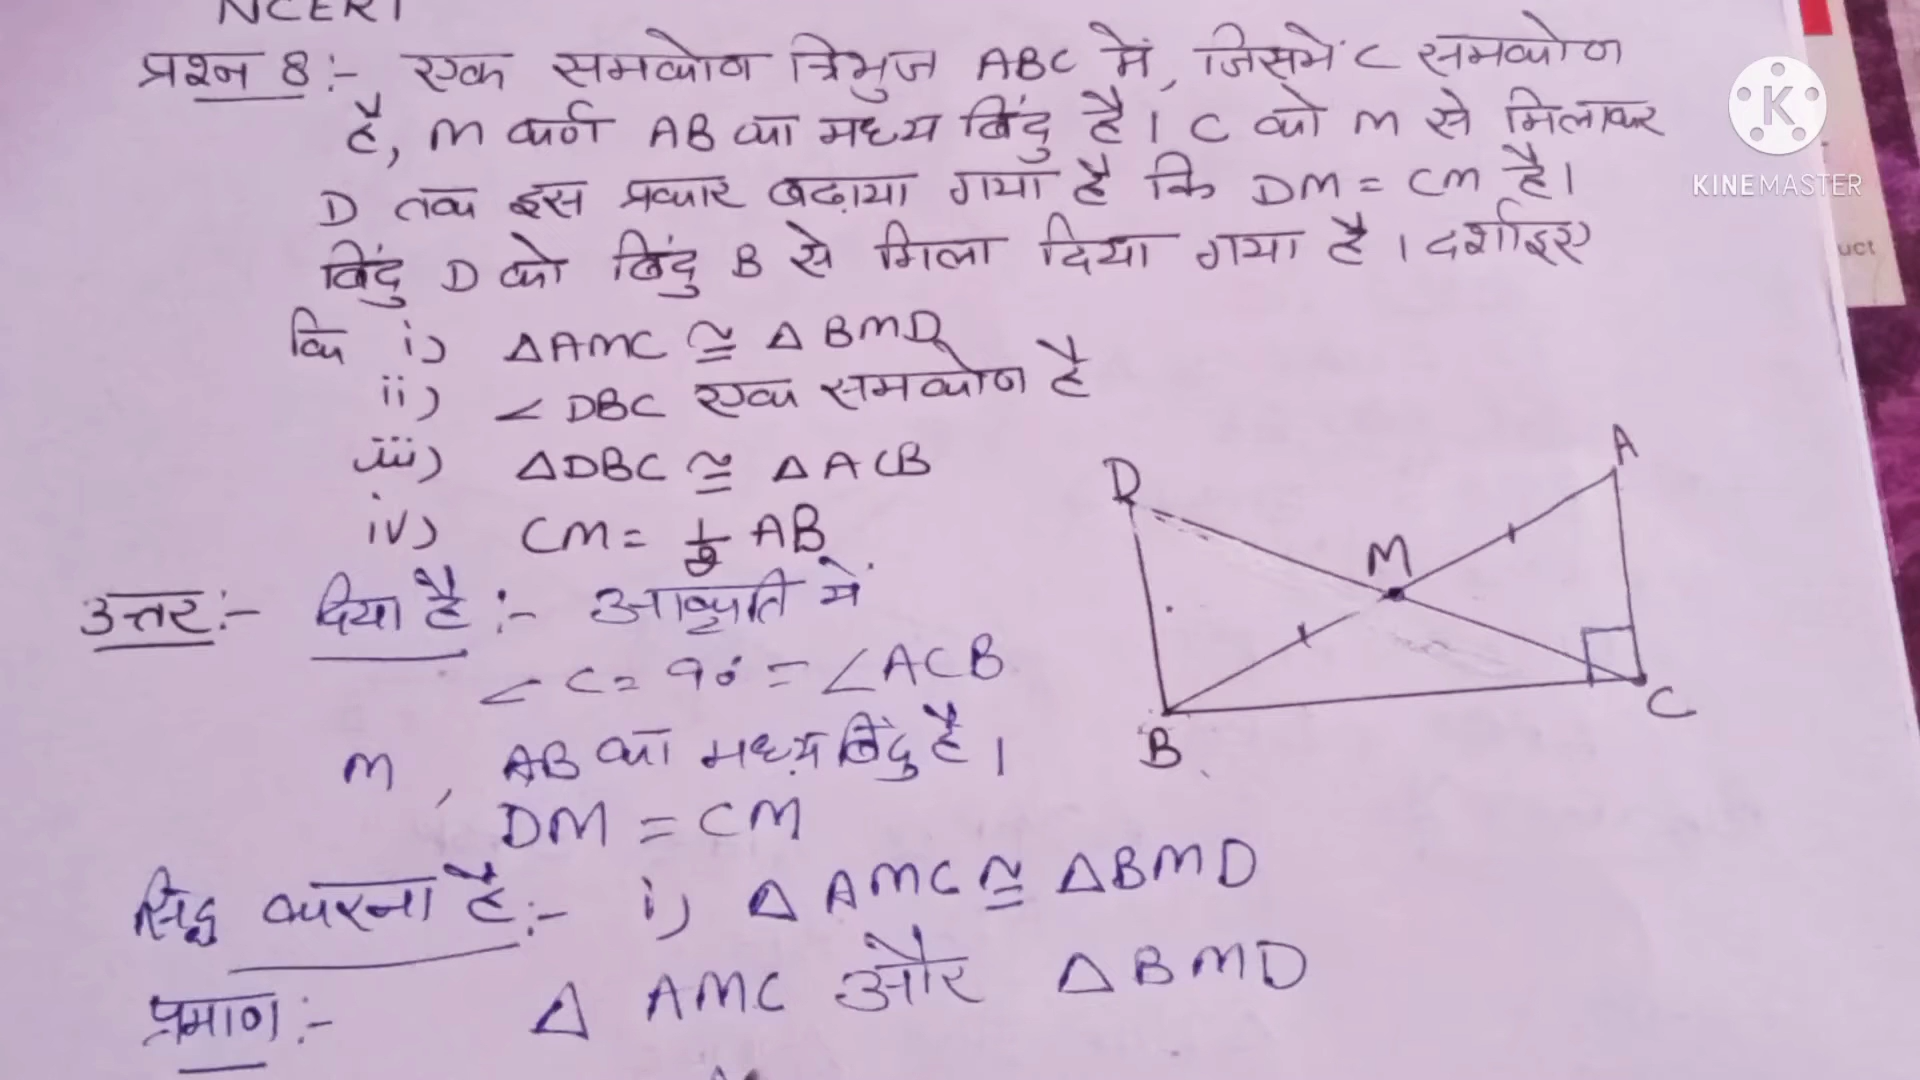 NCERT
प्रश्न 8:- एक समकोण त्रिभुज ABC में, जिसमें C समकोण
है, M कर्ण AB का मध्य बिंदु है। C को M से मिलाकर
D तक इस प्रकार बढ़ाया गया है कि DM = CM है।
बिंदु D को बिंदु B से मिला दिया गया है। दर्शाइए
कि i) ΔAMC ≅ ΔBMD
ii) ∠DBC एक समकोण है
iii) ΔDBC ≅ ΔACB
iv) CM = 1/2 AB
उत्तर:- दिया है:- आकृति में
∠C = 90° = ∠ACB
M, AB का मध्य बिंदु है।
DM = CM
सिद्ध करना है:- i) ΔAMC ≅ ΔBMD
प्रमाण:- Δ AMC और ΔBMD
D
A
M
B
C
K
KINEMASTER
uct